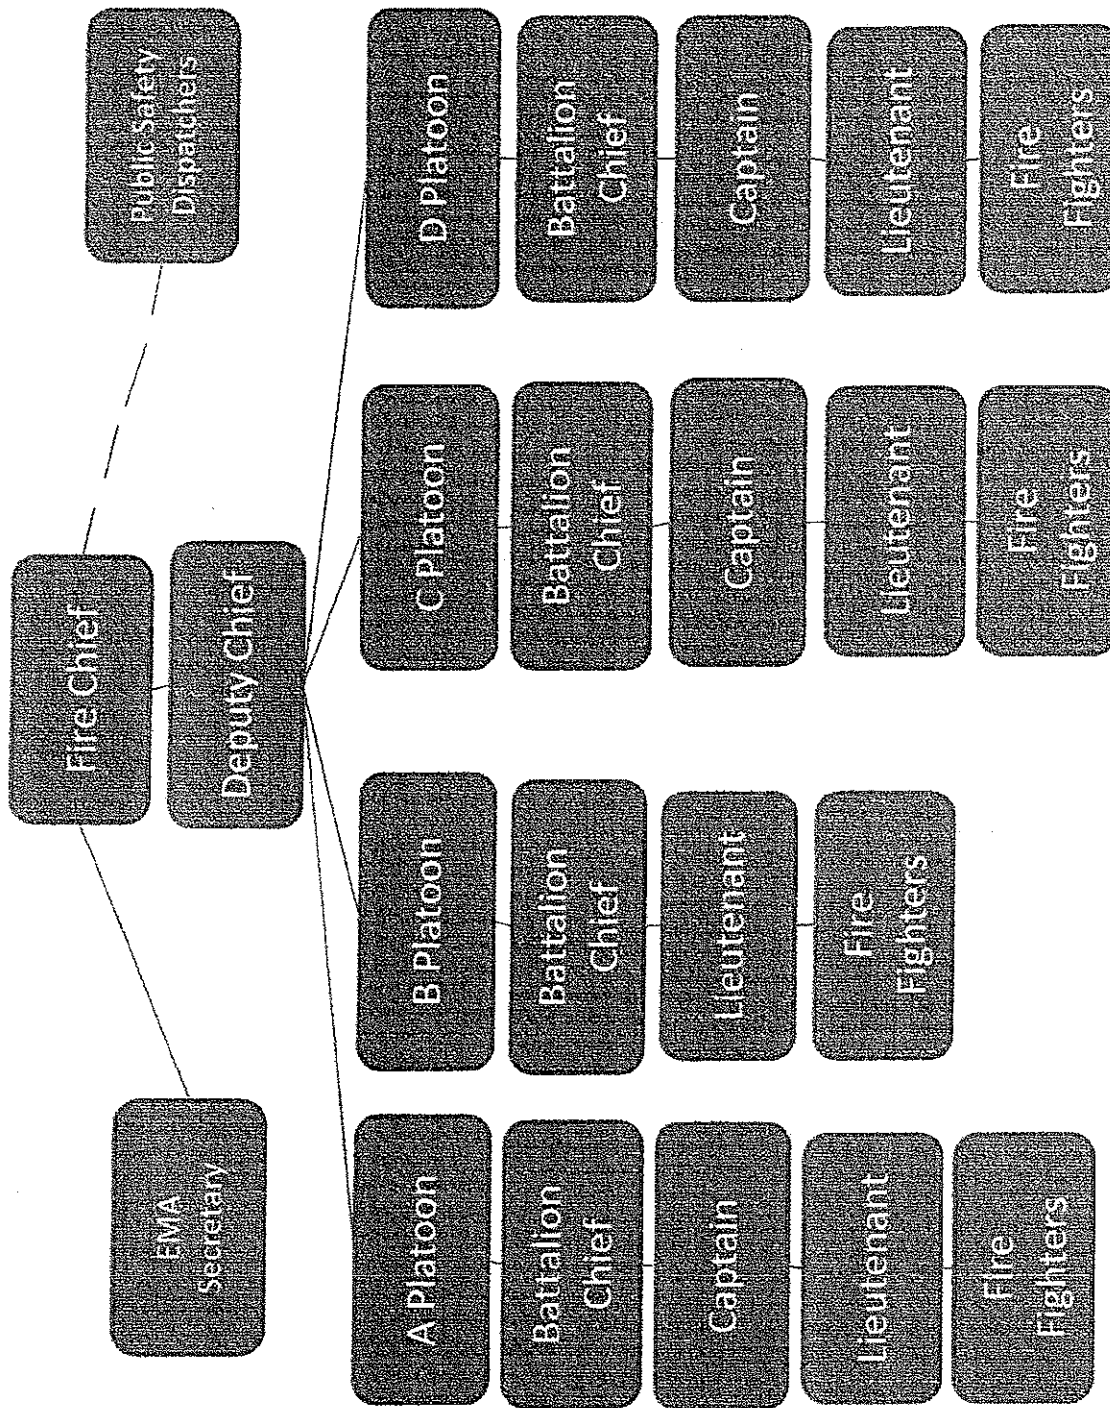 Fire Chief
Deputy Chief
EMA
Secretary
Public Safety
Dispatchers
A Platoon
Battalion
Chief
Captain
Lieutenant
Fire
Fighters
B Platoon
Battalion
Chief
Lieutenant
Fire
Fighters
C Platoon
Battalion
Chief
Captain
Lieutenant
Fire
Fighters
D Platoon
Battalion
Chief
Captain
Lieutenant
Fire
Fighters